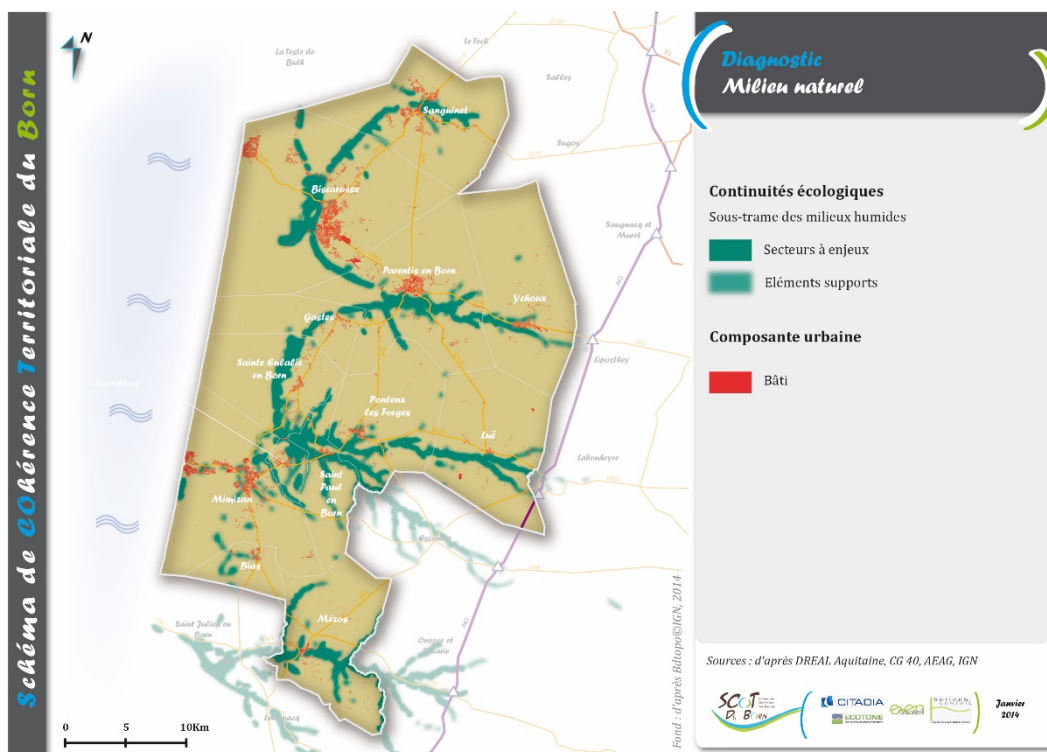 Schéma de COhérence Territoriale du Born
N
La Teste de
Buch
Le Teich
Salles
Sanguinet
Biscarosse
Saugnacq et
Muret
Parentis en Born
Ychoux
Gastes
Liposthey
Sainte Eulalie
en Born
Pontenx
les Forges
Luë
Labouheyre
Mimizan
Saint
Paul
en
Born
Bias
Mézos
Saint Julien en
Born
Onesse et
0
5
10Km
Fond : d'après Bdtopo©IGN, 2014
Diagnostic
Milieu naturel
Continuités écologiques
Sous-trame des milieux humides
Secteurs à enjeux
Eléments supports
Composante urbaine
Bâti
Sources : d'après DREAL Aquitaine, CG 40, AEAG, IGN
SCOT
Du Born
CITADIA
ECOTONE
Janvier
2014